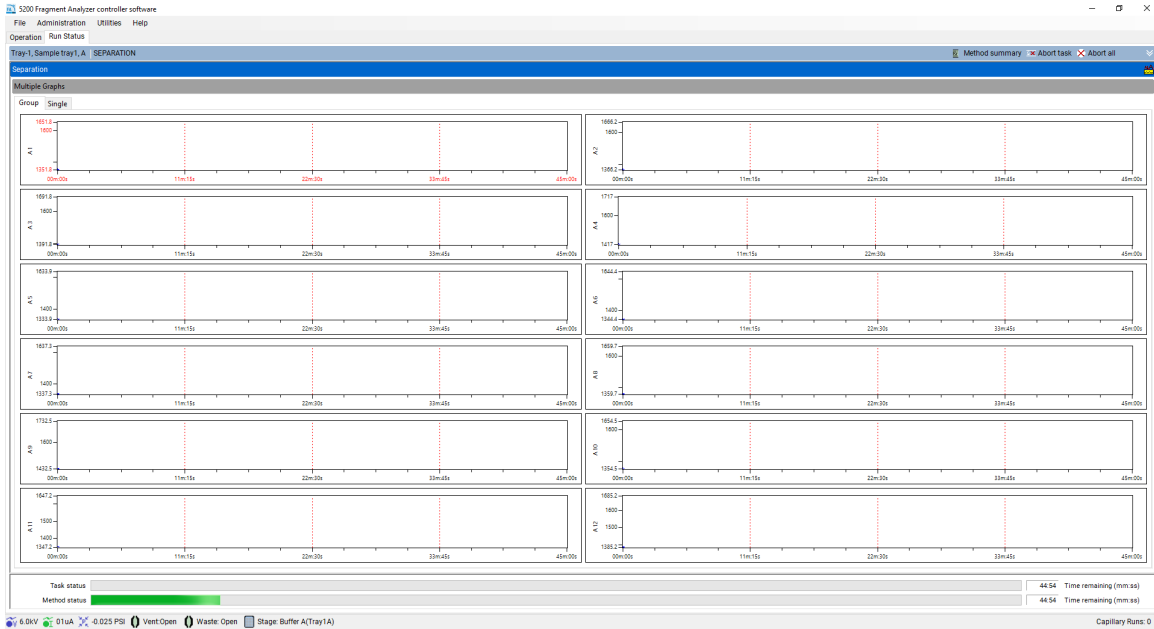 5200 Fragment Analyzer controller software
File Administration Utilities Help
Operation Run Status
Tray-1, Sample tray1, A SEPARATION Method summary Abort task Abort all
Separation
Multiple Graphs
Group Single
A1 1651.8 1600 1351.8 00m:00s 11m:15s 22m:30s 33m:45s 45m:00s
A2 1666.2 1600 1366.2 00m:00s 11m:15s 22m:30s 33m:45s 45m:00s
A3 1691.8 1600 1391.8 00m:00s 11m:15s 22m:30s 33m:45s 45m:00s
A4 1717 1600 1417 00m:00s 11m:15s 22m:30s 33m:45s 45m:00s
A5 1633.9 1400 1333.9 00m:00s 11m:15s 22m:30s 33m:45s 45m:00s
A6 1644.4 1400 1344.4 00m:00s 11m:15s 22m:30s 33m:45s 45m:00s
A7 1637.3 1400 1337.3 00m:00s 11m:15s 22m:30s 33m:45s 45m:00s
A8 1659.7 1600 1359.7 00m:00s 11m:15s 22m:30s 33m:45s 45m:00s
A9 1732.5 1600 1432.5 00m:00s 11m:15s 22m:30s 33m:45s 45m:00s
A10 1654.5 1600 1354.5 00m:00s 11m:15s 22m:30s 33m:45s 45m:00s
A11 1647.2 1500 1400 1347.2 00m:00s 11m:15s 22m:30s 33m:45s 45m:00s
A12 1685.2 1600 1500 1385.2 00m:00s 11m:15s 22m:30s 33m:45s 45m:00s
Task status 44:54 Time remaining (mm:ss)
Method status 44:54 Time remaining (mm:ss)
6.0kV 01uA -0.025 PSI Vent:Open Waste: Open Stage: Buffer A(Tray1A) Capillary Runs: 0